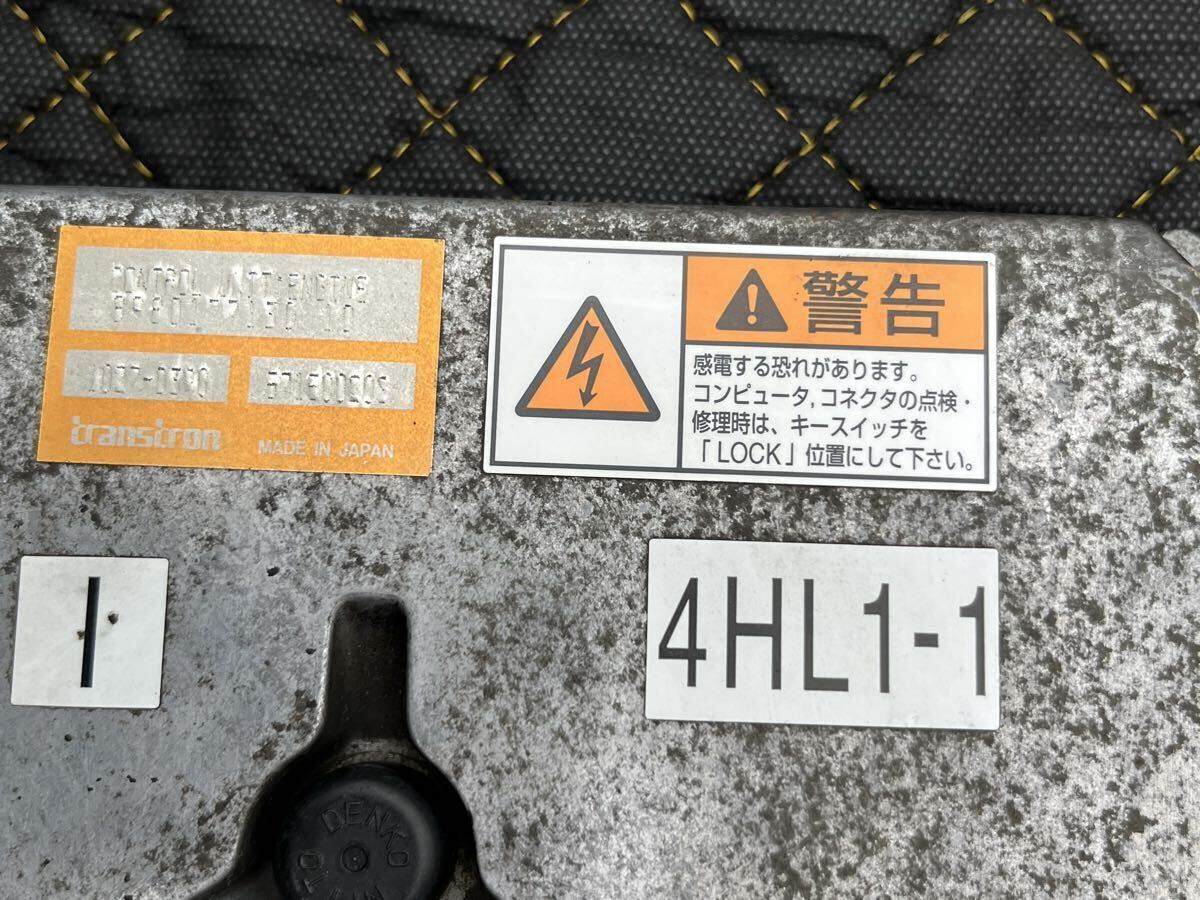 CONTROL UNIT;ENGINE
transtron
MADE IN JAPAN
警告
感電する恐れがあります。
コンピュータ,コネクタの点検・
修理時は、キースイッチを
「LOCK」位置にして下さい。
I
4HL1-1
DENKO
NITTO